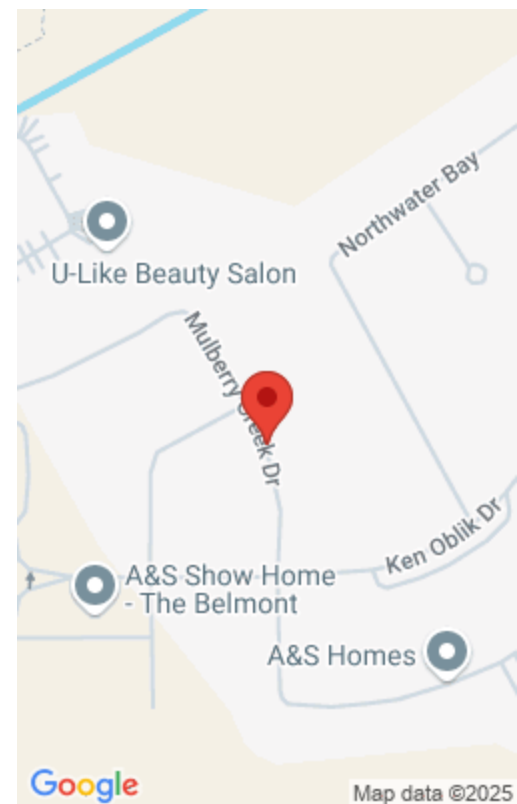 Northwater Bay
U-Like Beauty Salon
Mulberry Creek Dr
Ken Oblik Dr
A&S Show Home
- The Belmont
A&S Homes
Google
Map data ©2025